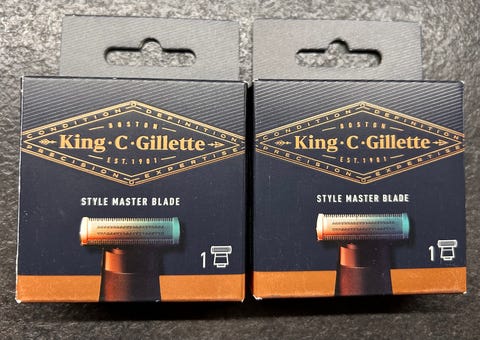 CONDITION DEFINITION
BOSTON
King·C·Gillette
EST.1901
PRECISION EXPERTISE
STYLE MASTER BLADE
1
CONDITION DEFINITION
BOSTON
King·C·Gillette
EST.1901
PRECISION EXPERTISE
STYLE MASTER BLADE
1